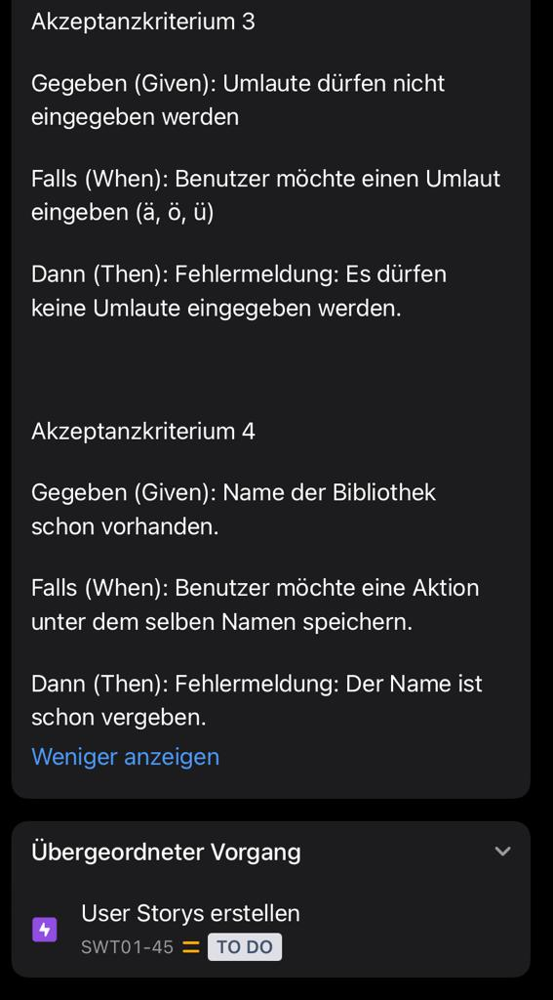 Akzeptanzkriterium 3
Gegeben (Given): Umlaute dürfen nicht
eingegeben werden
Falls (When): Benutzer möchte einen Umlaut
eingeben (ä, ö, ü)
Dann (Then): Fehlermeldung: Es dürfen
keine Umlaute eingegeben werden.
Akzeptanzkriterium 4
Gegeben (Given): Name der Bibliothek
schon vorhanden.
Falls (When): Benutzer möchte eine Aktion
unter dem selben Namen speichern.
Dann (Then): Fehlermeldung: Der Name ist
schon vergeben.
Weniger anzeigen
Übergeordneter Vorgang
User Storys erstellen
SWT01-45 TO DO